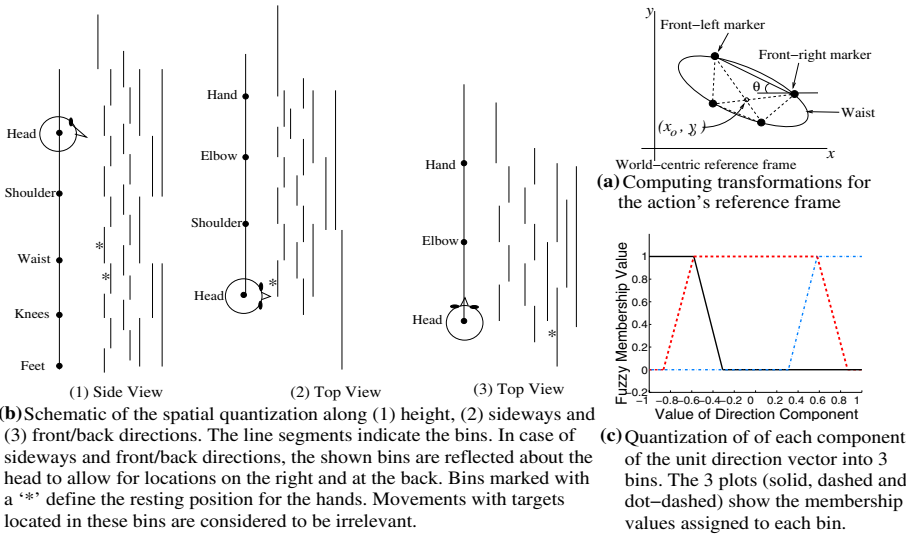 Head
Shoulder
Waist
Knees
Feet
*
*
(1) Side View
Hand
Elbow
Shoulder
Head
*
(2) Top View
Hand
Elbow
Head
*
(3) Top View
(b) Schematic of the spatial quantization along (1) height, (2) sideways and
(3) front/back directions. The line segments indicate the bins. In case of
sideways and front/back directions, the shown bins are reflected about the
head to allow for locations on the right and at the back. Bins marked with
a ‘*’ define the resting position for the hands. Movements with targets
located in these bins are considered to be irrelevant.
y
Front−left marker
Front−right marker
θ
Waist
(x_o , y_o)
x
World−centric reference frame
(a) Computing transformations for
the action’s reference frame
Fuzzy Membership Value
1
0.8
0.6
0.4
0.2
0
−0.2
−1 −0.8−0.6−0.4−0.2 0 0.2 0.4 0.6 0.8 1
Value of Direction Component
(c) Quantization of of each component
of the unit direction vector into 3
bins. The 3 plots (solid, dashed and
dot−dashed) show the membership
values assigned to each bin.